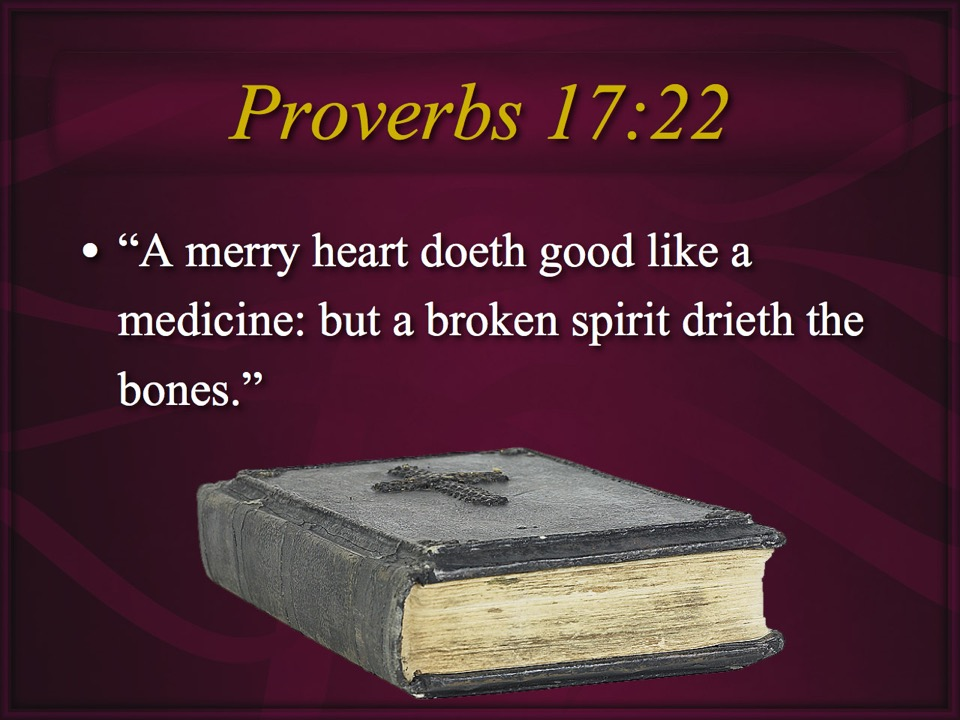 Proverbs 17:22
• “A merry heart doeth good like a
medicine: but a broken spirit drieth the
bones.”